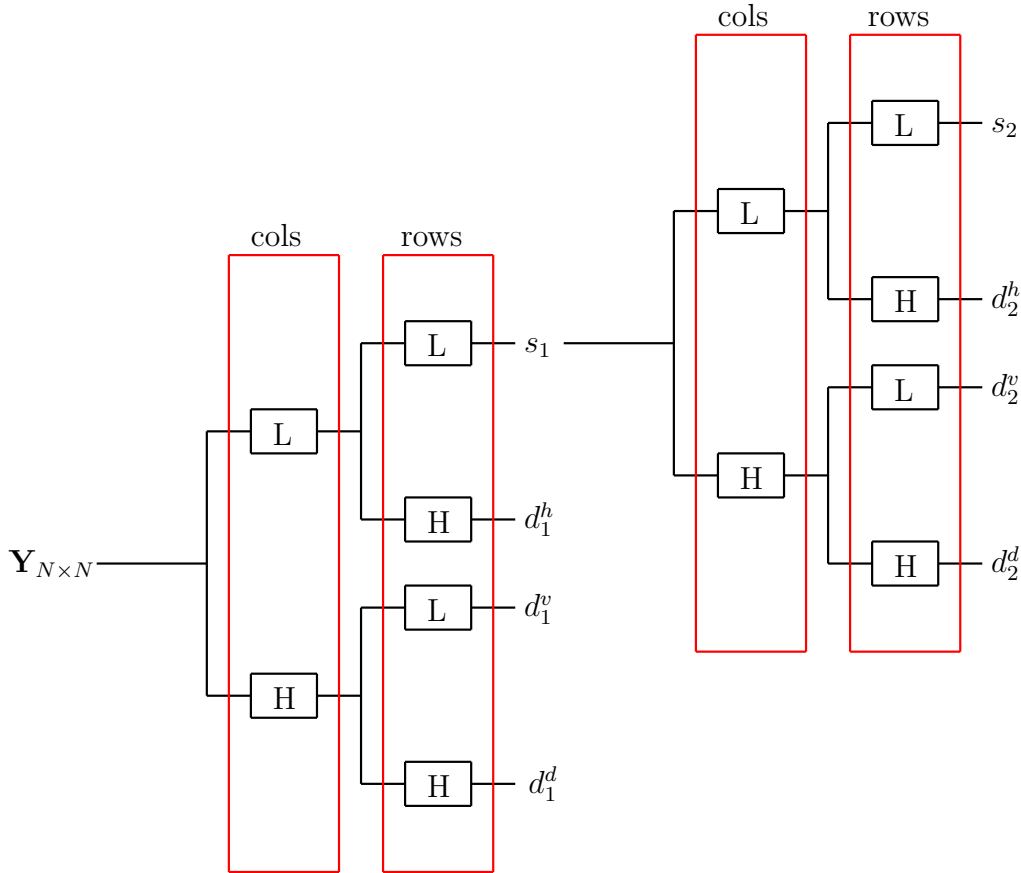 cols rows
L s_2
L
cols rows
H d_2^h
L s_1
L d_2^v
L
H
H d_1^h
Y_{N×N}
H d_2^d
L d_1^v
H
H d_1^d